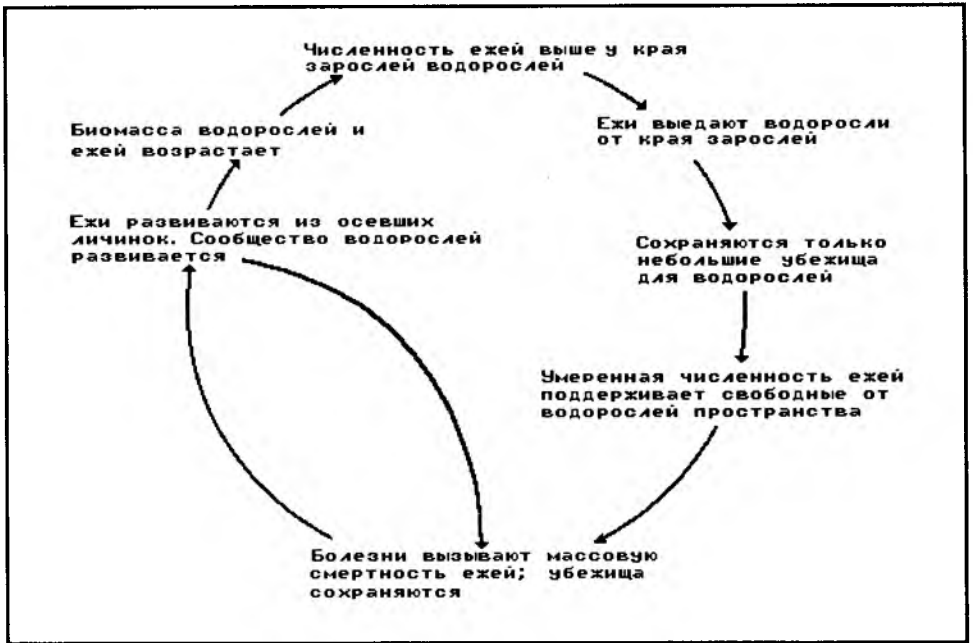 Численность ежей выше у края
зарослей водорослей
Ежи выедают водоросли
от края зарослей
Сохраняются только
небольшие убежища
для водорослей
Умеренная численность ежей
поддерживает свободные от
водорослей пространства
Болезни вызывают массовую
смертность ежей; убежища
сохраняются
Ежи развиваются из осевших
личинок. Сообщество водорослей
развивается
Биомасса водорослей и
ежей возрастает